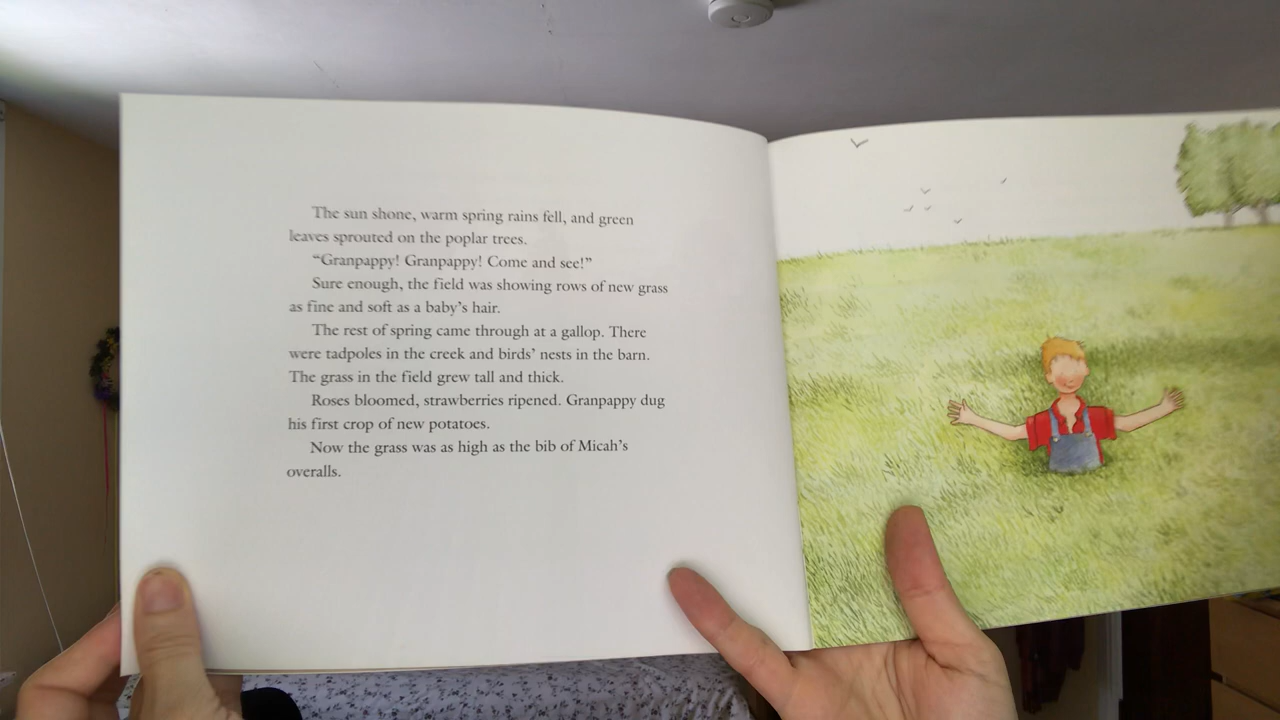 The sun shone, warm spring rains fell, and green
leaves sprouted on the poplar trees.
“Granpappy! Granpappy! Come and see!”
Sure enough, the field was showing rows of new grass
as fine and soft as a baby’s hair.
The rest of spring came through at a gallop. There
were tadpoles in the creek and birds’ nests in the barn.
The grass in the field grew tall and thick.
Roses bloomed, strawberries ripened. Granpappy dug
his first crop of new potatoes.
Now the grass was as high as the bib of Micah’s
overalls.